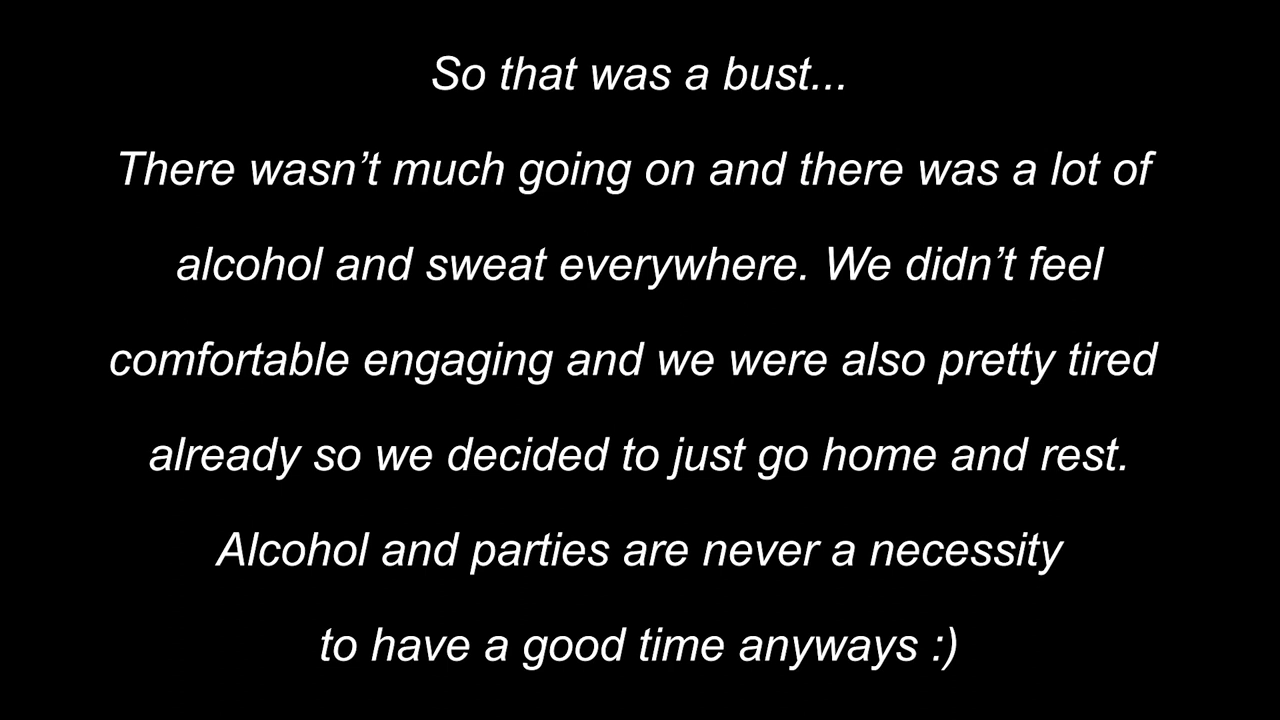 So that was a bust...
There wasn’t much going on and there was a lot of
alcohol and sweat everywhere. We didn’t feel
comfortable engaging and we were also pretty tired
already so we decided to just go home and rest.
Alcohol and parties are never a necessity
to have a good time anyways :)